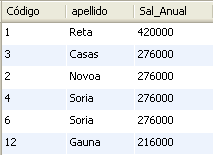 Código apellido Sal_Anual
1 Reta 420000
3 Casas 276000
2 Novoa 276000
4 Soria 276000
6 Soria 276000
12 Gauna 216000